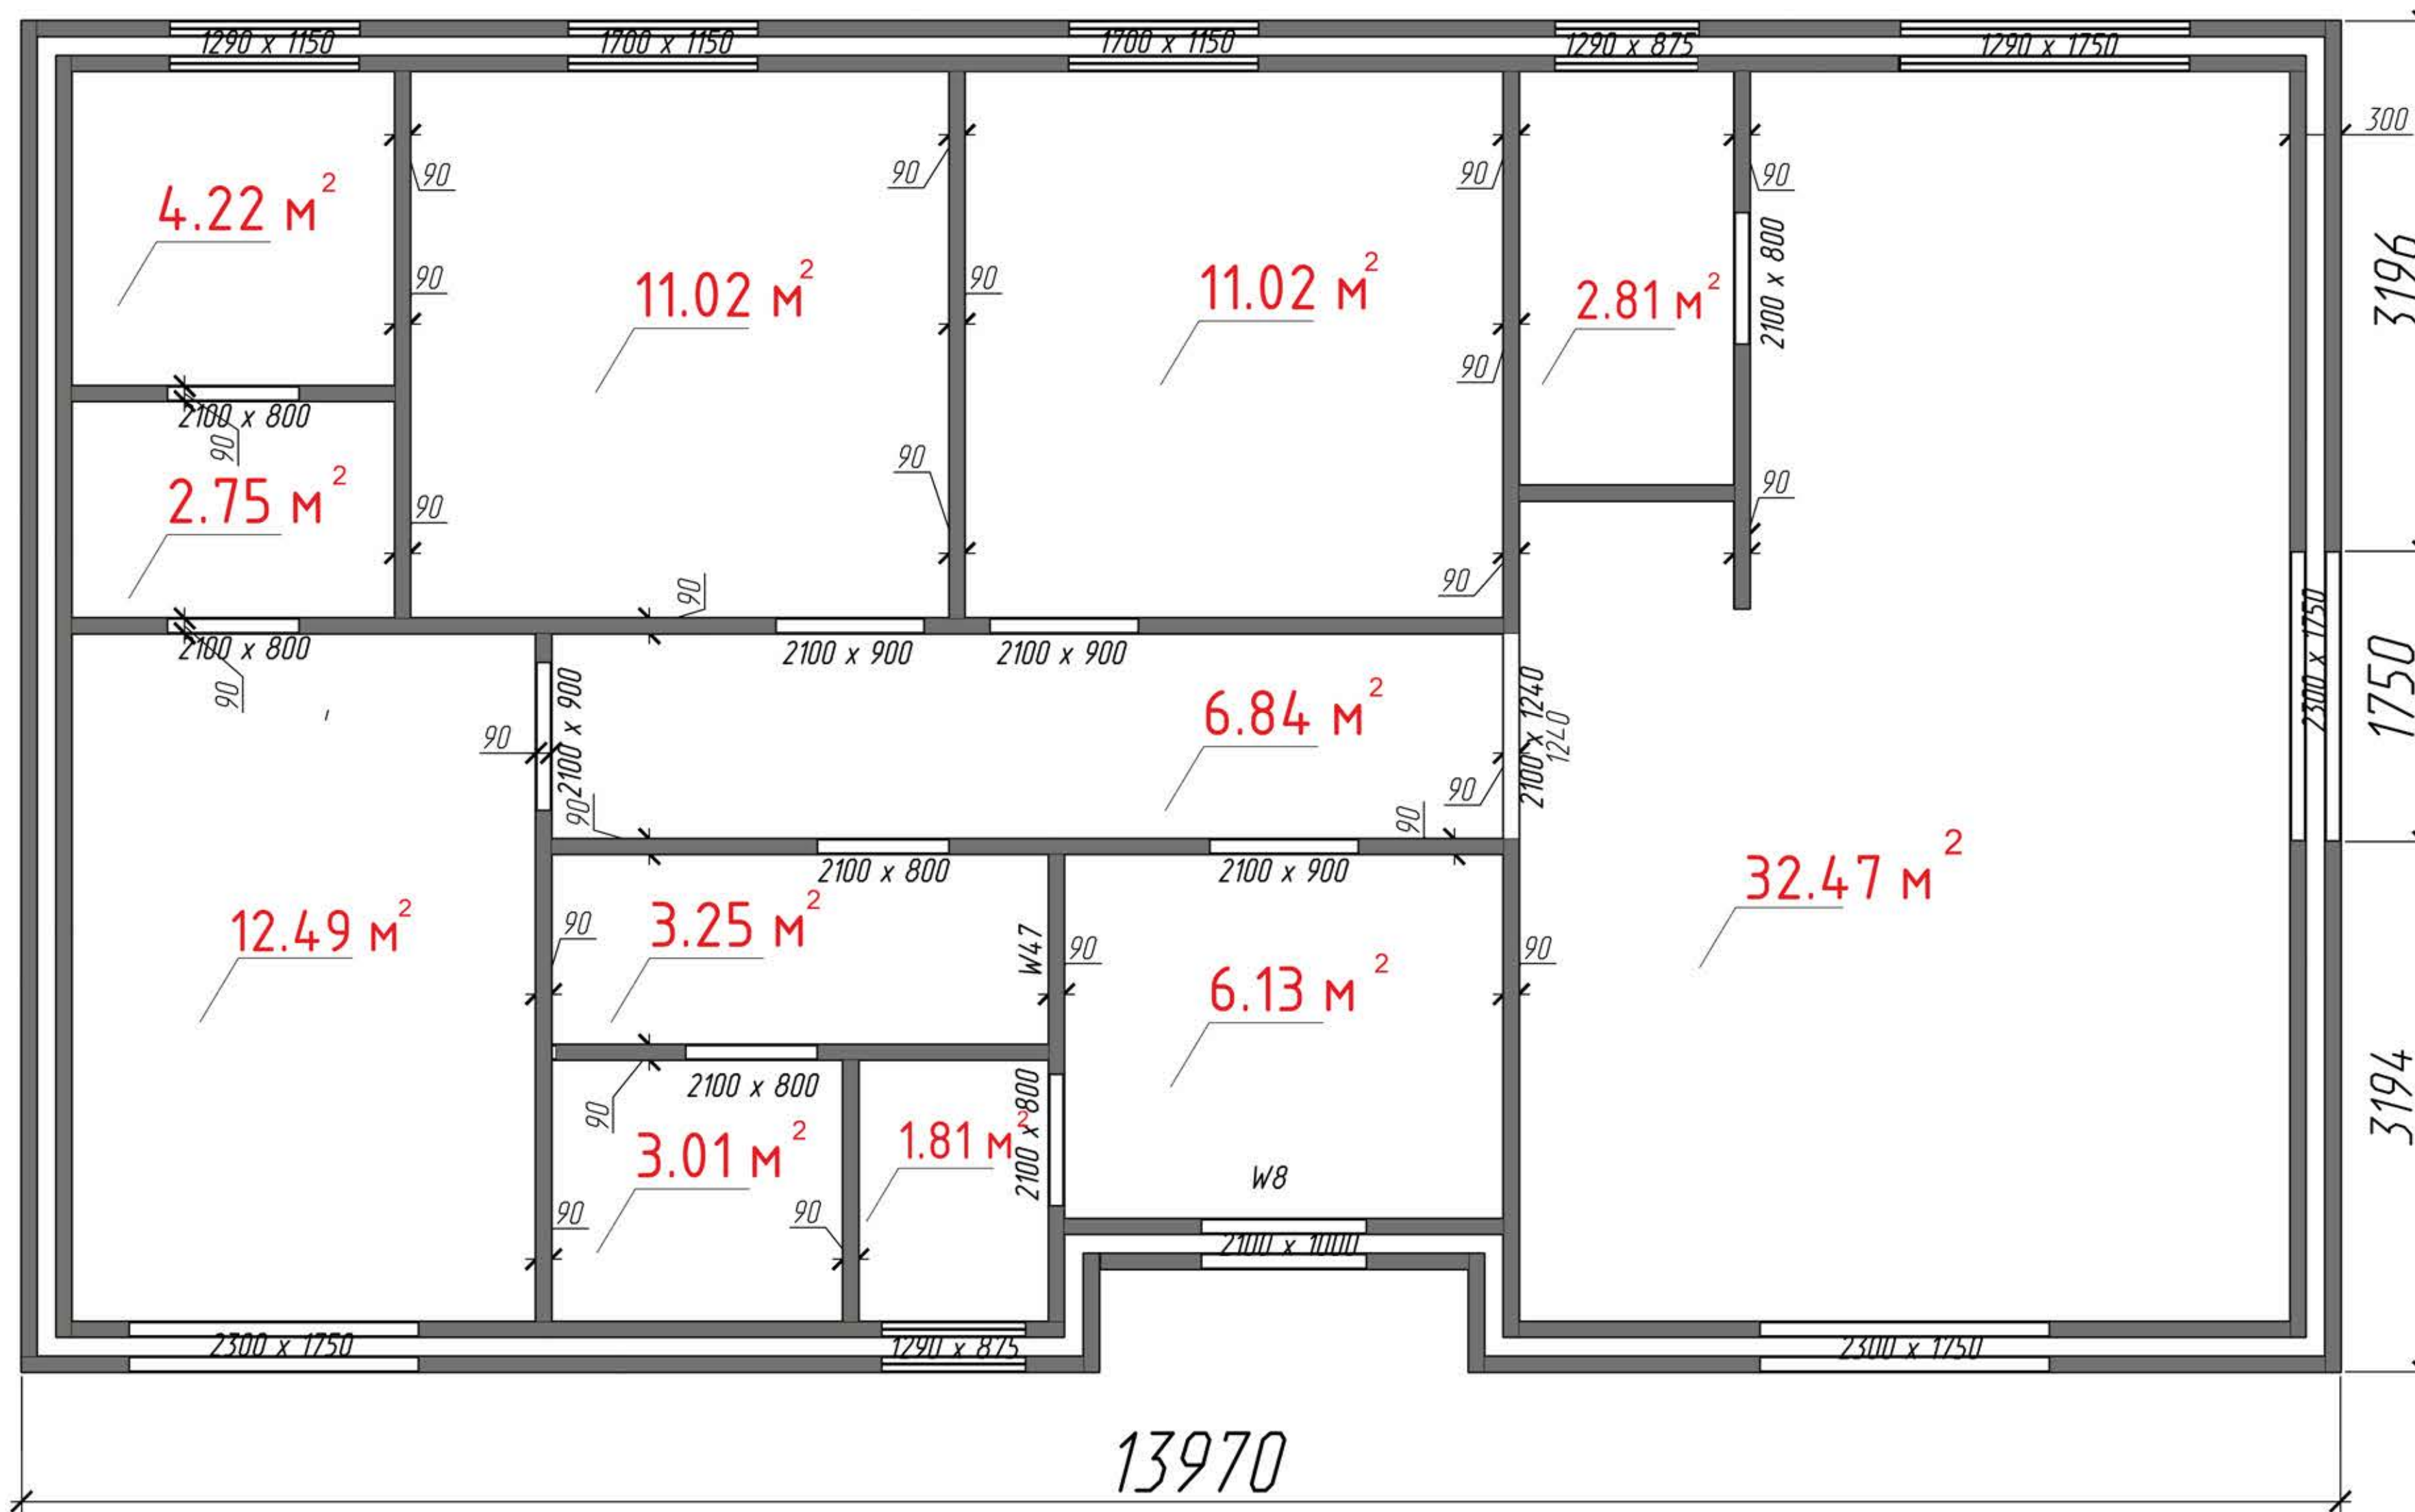 1290 x 1150
1700 x 1150
1700 x 1150
1290 x 875
1290 x 1750
300
90
90
90
90
4.22 м²
3196
2100 x 800
90
11.02 м²
90
11.02 м²
2.81 м²
90
2100 x 800
90
2.75 м²
90
90
90
90
90
2100 x 800
90
2100 x 900
2100 x 900
2100 x 900
90
90
6.84 м²
90
90
2100 x 1240
1240
2300 x 1750
1750
2100 x 800
2100 x 900
32.47 м²
12.49 м²
90
3.25 м²
W47
90
90
6.13 м²
2100 x 800
90
3.01 м²
1.81 м²
2100 x 800
W8
3194
90
90
2100 x 1000
2300 x 1750
1290 x 875
2300 x 1750
13970